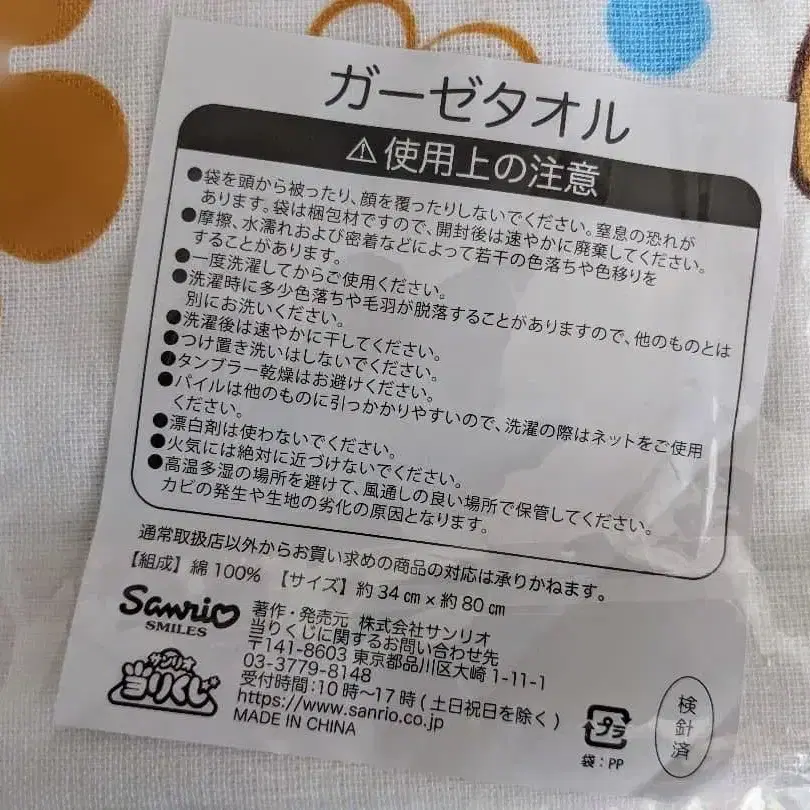 ガーゼタオル
⚠使用上の注意
●袋を頭から被ったり、顔を覆ったりしないでください。窒息の恐れが
あります。袋は梱包材ですので、開封後は速やかに廃棄してください。
●摩擦、水濡れおよび密着などによって若干の色落ちや色移りを
することがあります。
●一度洗濯してからご使用ください。
●洗濯時に多少色落ちや毛羽が脱落することがありますので、他のものとは
別にお洗いください。
●洗濯後は速やかに干してください。
●つけ置き洗いはしないでください。
●タンブラー乾燥はお避けください。
●パイルは他のものに引っかかりやすいので、洗濯の際はネットをご使用
ください。
●漂白剤は使わないでください。
●火気には絶対に近づけないでください。
●高温多湿の場所を避けて、風通しの良い場所で保管してください。
カビの発生や生地の劣化の原因となります。
通常取扱店以外からお買い求めの商品の対応は承りかねます。
【組成】綿100% 【サイズ】約34㎝×約80㎝
Sanrio
SMILES
サンリオ
当りくじ
著作・発売元 株式会社サンリオ
当りくじに関するお問い合わせ先
〒141-8603 東京都品川区大崎1-11-1
03-3779-8148
受付時間:10時～17時(土日祝日を除く)
https://www.sanrio.co.jp
MADE IN CHINA
プラ
袋:PP
検針済